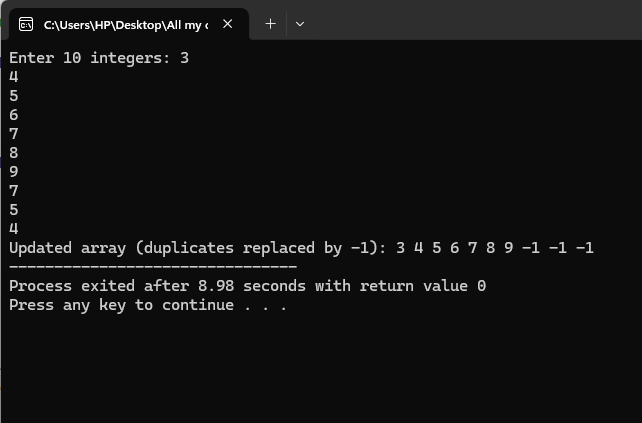 C:\Users\HP\Desktop\All my c
Enter 10 integers: 3
4
5
6
7
8
9
7
5
4
Updated array (duplicates replaced by -1): 3 4 5 6 7 8 9 -1 -1 -1
--------------------------------
Process exited after 8.98 seconds with return value 0
Press any key to continue . . .